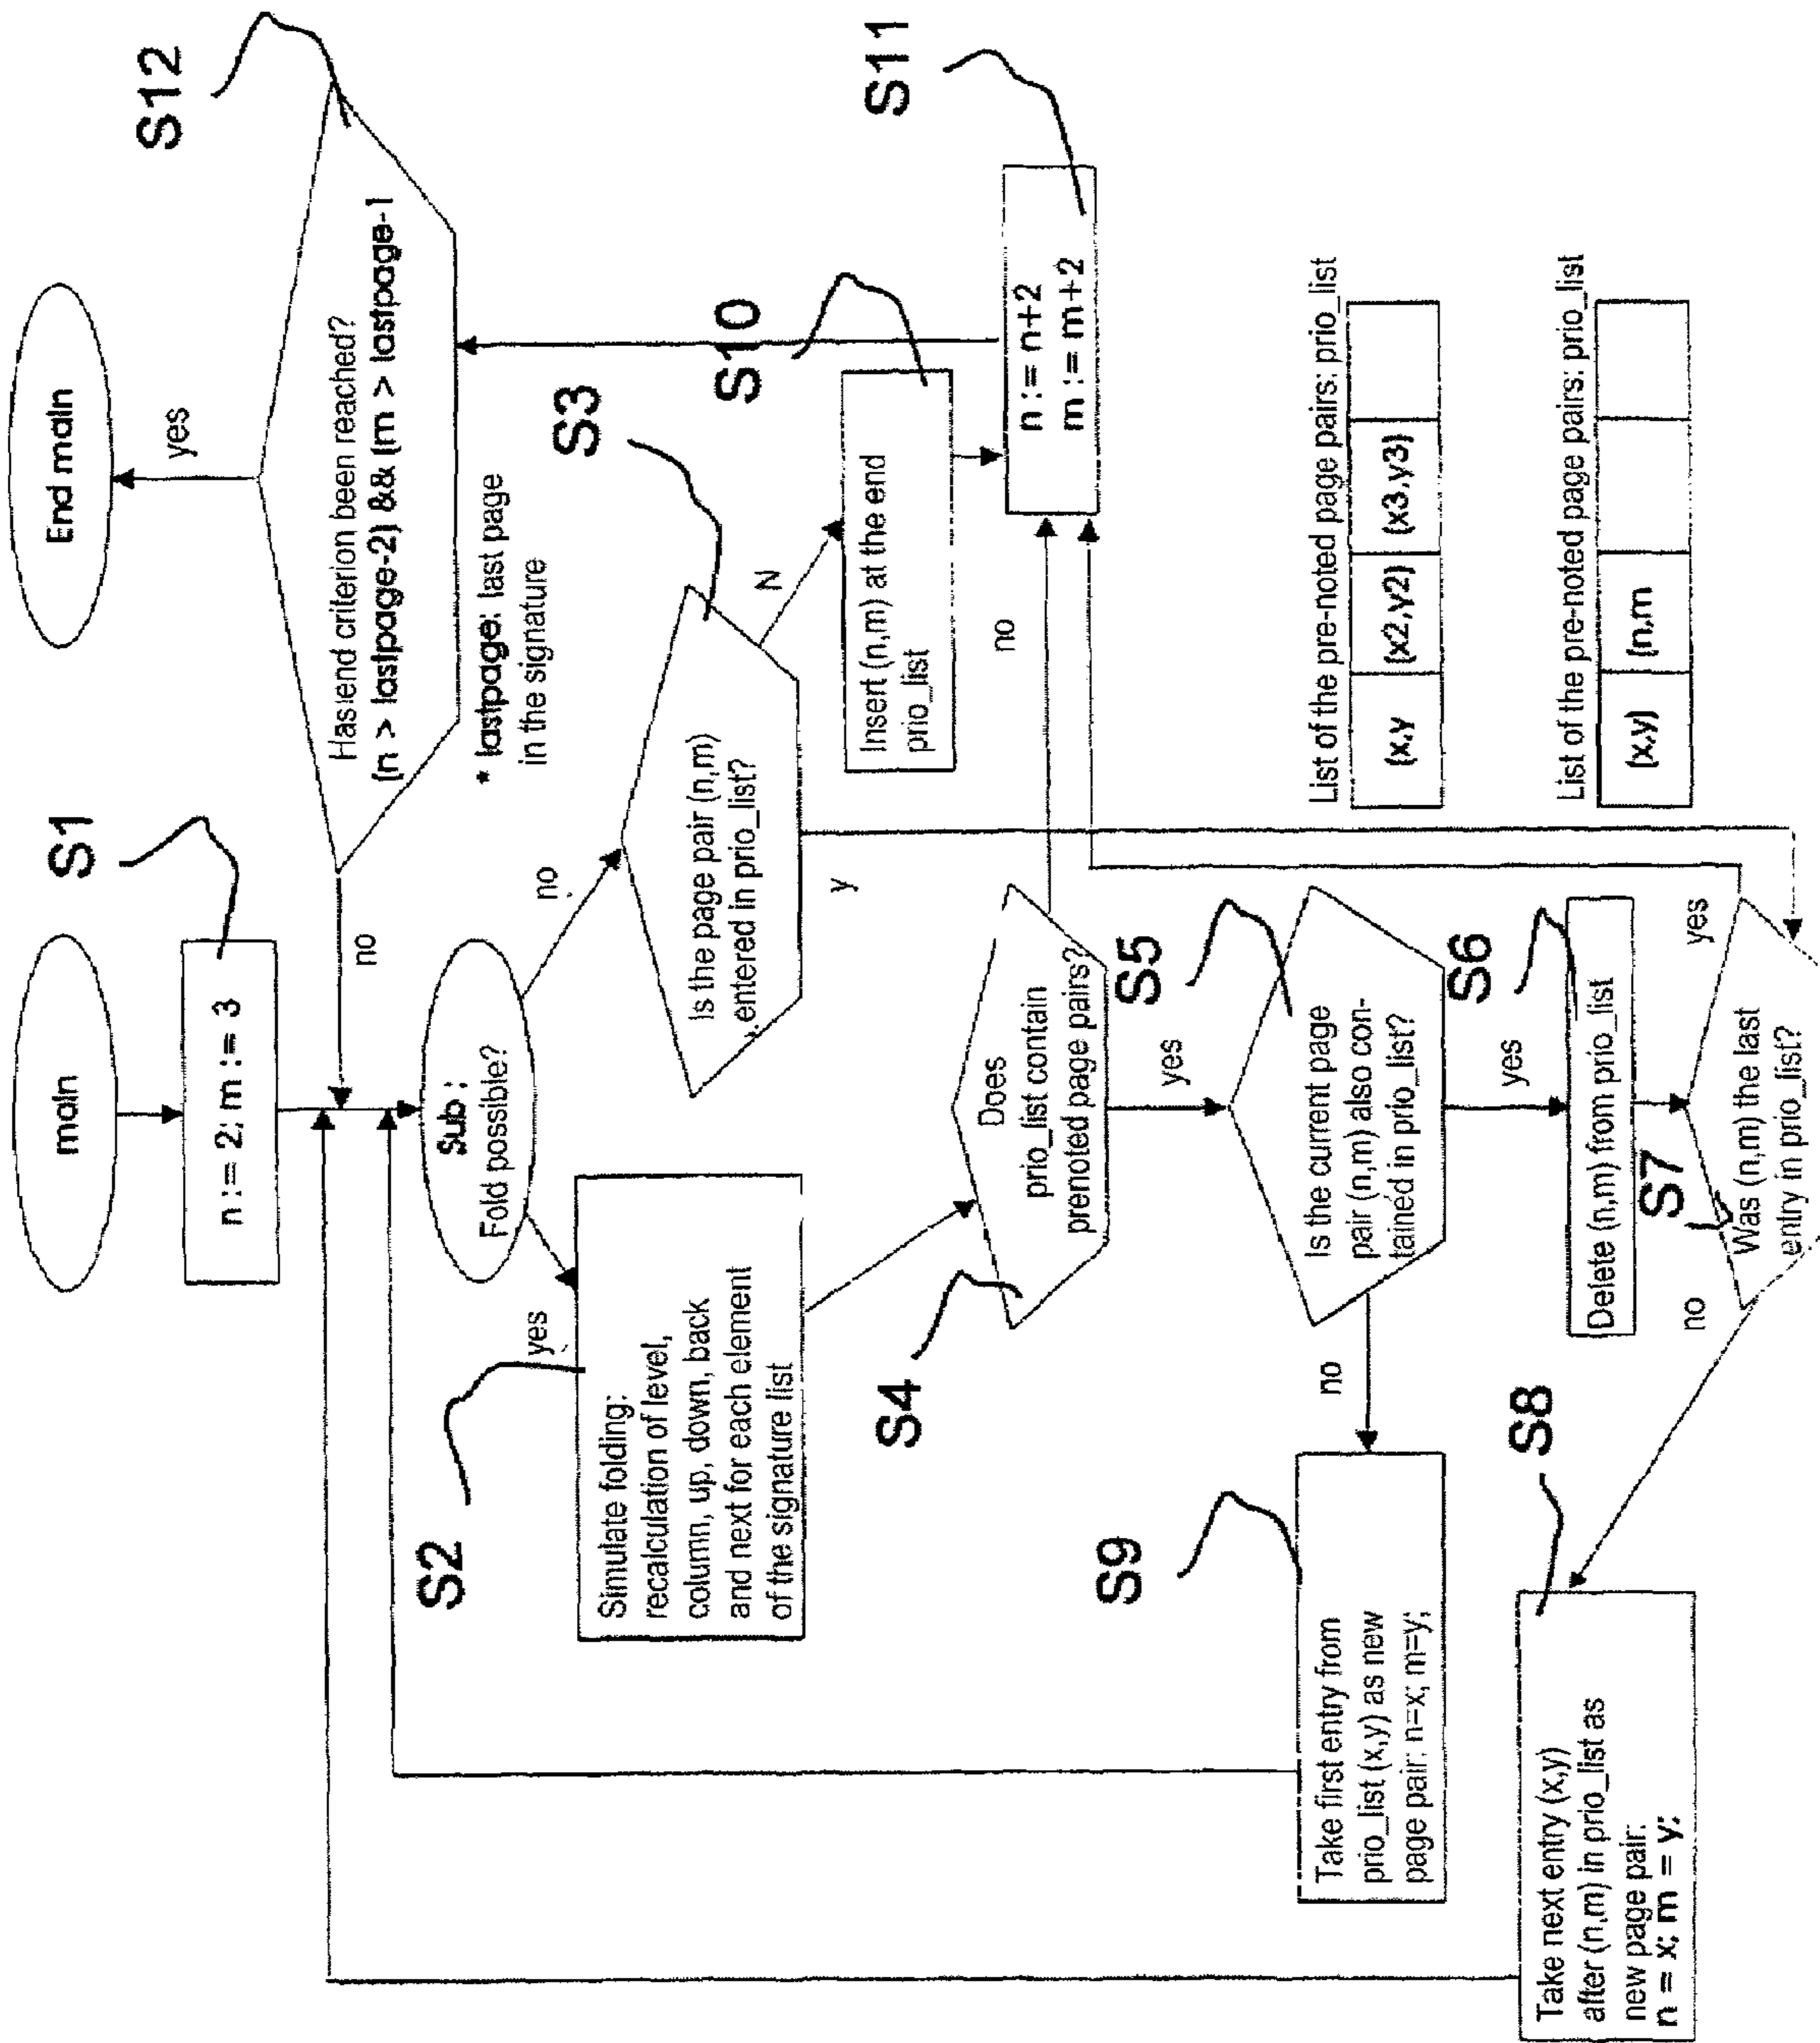 main
S1
n := 2; m := 3
End main
yes
S12
Has end criterion been reached?
(n > lastpage-2) && (m > lastpage-1
no
* lastpage: last page
in the signature
Sub :
Fold possible?
yes
no
S2
Simulate folding:
recalculation of level,
column, up, down, back
and next for each element
of the signature list
S3
Is the page pair (n,m)
entered in prio_list?
N
y
S10
Insert (n,m) at the end
prio_list
S11
n := n+2
m := m+2
S4
Does
prio_list contain
prenoted page pairs?
no
yes
S5
Is the current page
pair (n,m) also con-
tained in prio_list?
no
yes
S9
Take first entry from
prio_list (x,y) as new
page pair: n=x; m=y;
S6
Delete (n,m) from prio_list
S7
Was (n,m) the last
entry in prio_list?
yes
no
S8
Take next entry (x,y)
after (n,m) in prio_list as
new page pair:
n = x; m = y;
List of the pre-noted page pairs: prio_list
(x,y (x2,y2) (x3,y3)
List of the pre-noted page pairs: prio_list
(x,y) (n,m